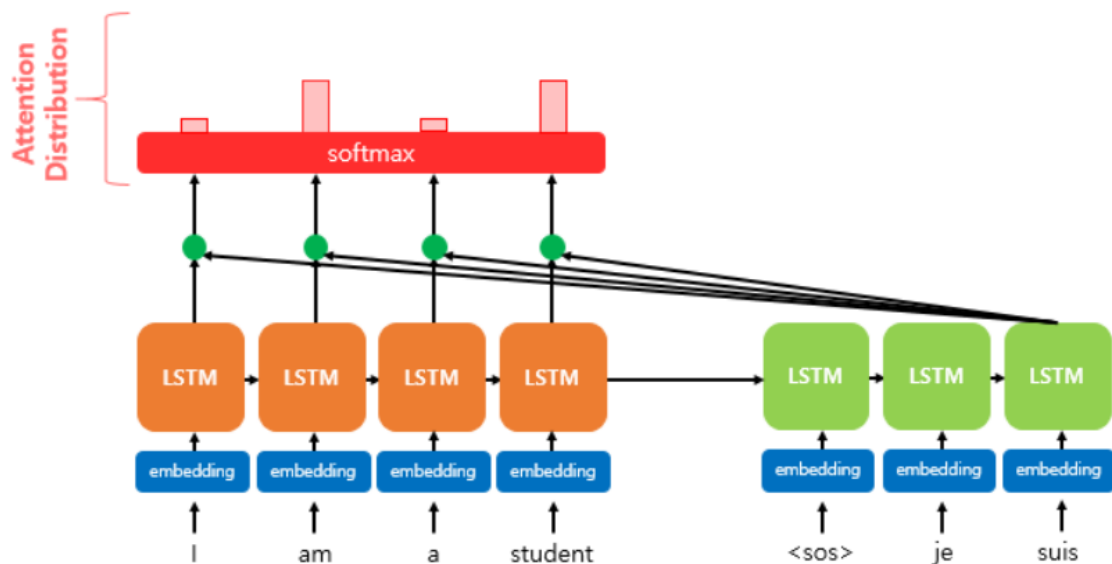 Attention
Distribution
softmax
LSTM LSTM LSTM LSTM LSTM LSTM LSTM
embedding embedding embedding embedding embedding embedding embedding
I am a student <sos> je suis